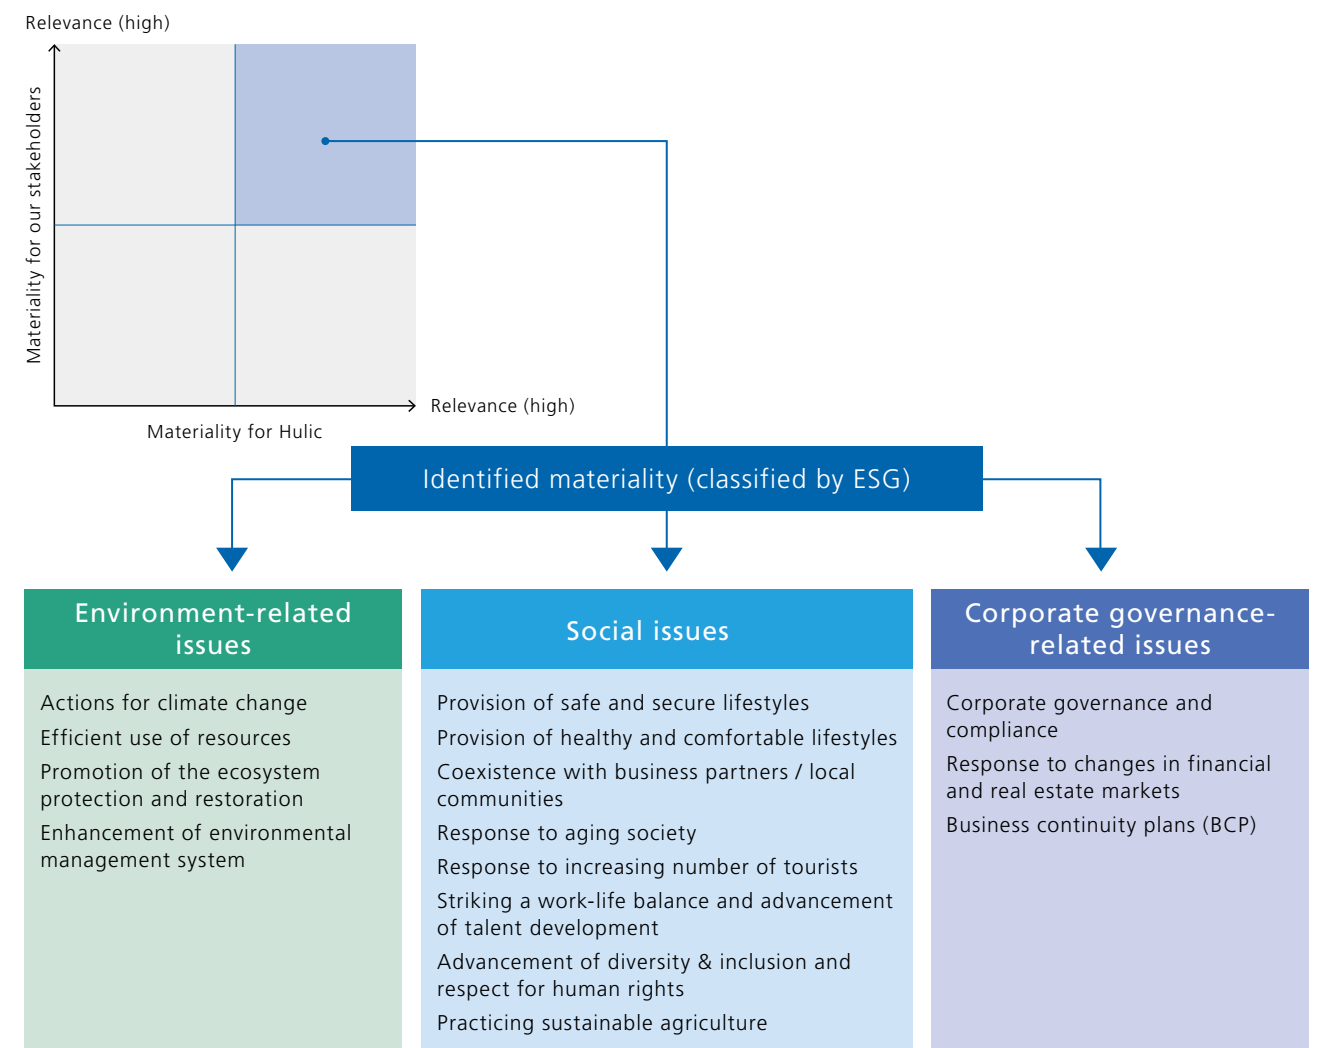 Relevance (high)
Materiality for our stakeholders
Relevance (high)
Materiality for Hulic
Identified materiality (classified by ESG)
Environment-related
issues
Actions for climate change
Efficient use of resources
Promotion of the ecosystem
protection and restoration
Enhancement of environmental
management system
Social issues
Provision of safe and secure lifestyles
Provision of healthy and comfortable lifestyles
Coexistence with business partners / local
communities
Response to aging society
Response to increasing number of tourists
Striking a work-life balance and advancement
of talent development
Advancement of diversity & inclusion and
respect for human rights
Practicing sustainable agriculture
Corporate governance-
related issues
Corporate governance and
compliance
Response to changes in financial
and real estate markets
Business continuity plans (BCP)